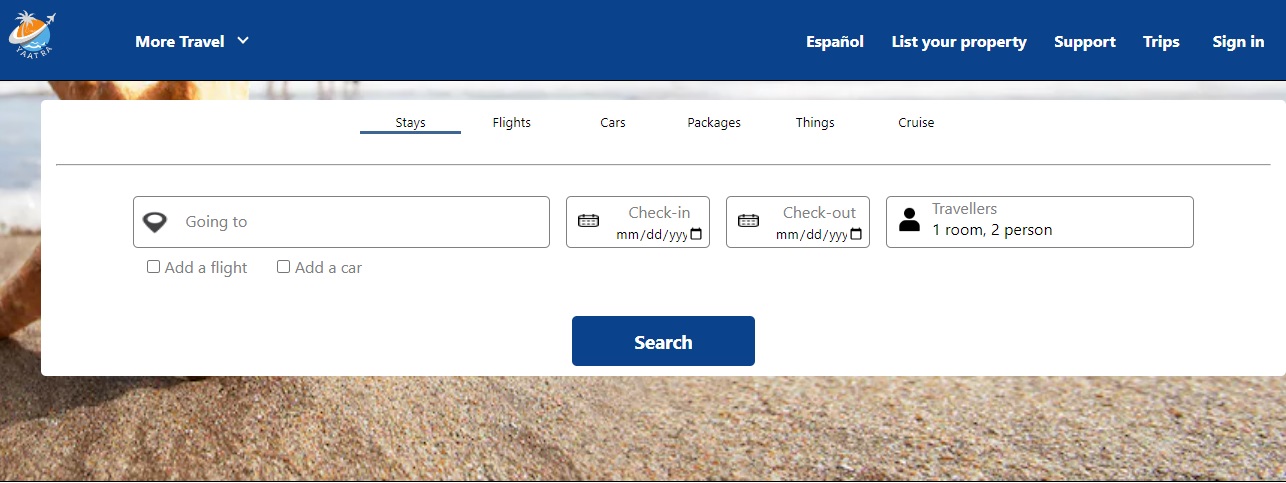 YAATRA
More Travel
Español
List your property
Support
Trips
Sign in
Stays
Flights
Cars
Packages
Things
Cruise
Going to
Check-in
mm/dd/yyy
Check-out
mm/dd/yyy
Travellers
1 room, 2 person
Add a flight
Add a car
Search